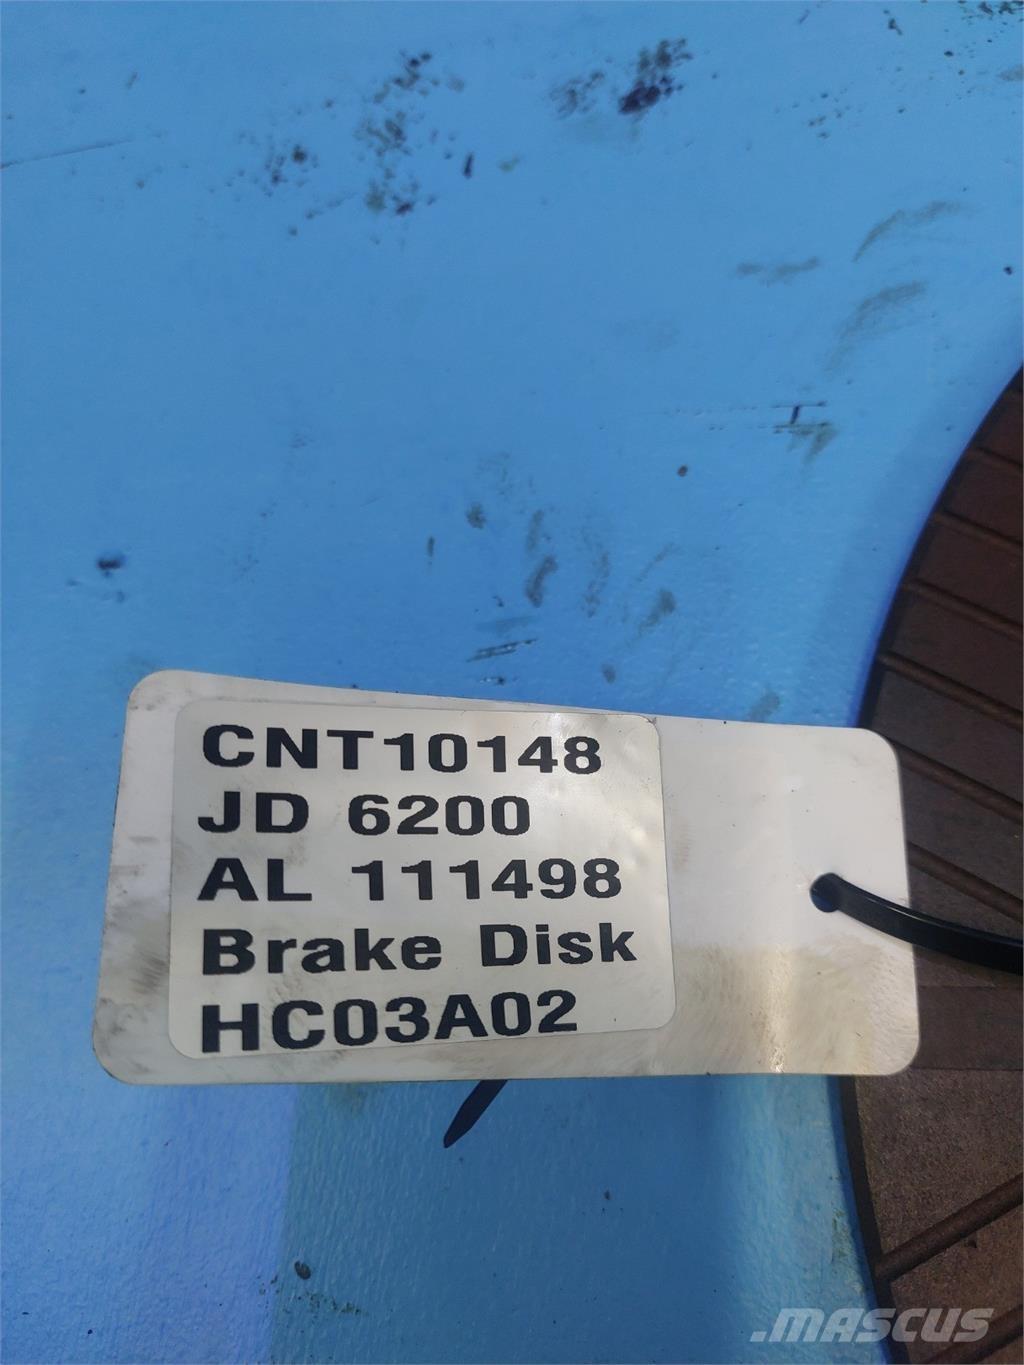 CNT10148
JD 6200
AL 111498
Brake Disk
HC03A02
.MASCUS